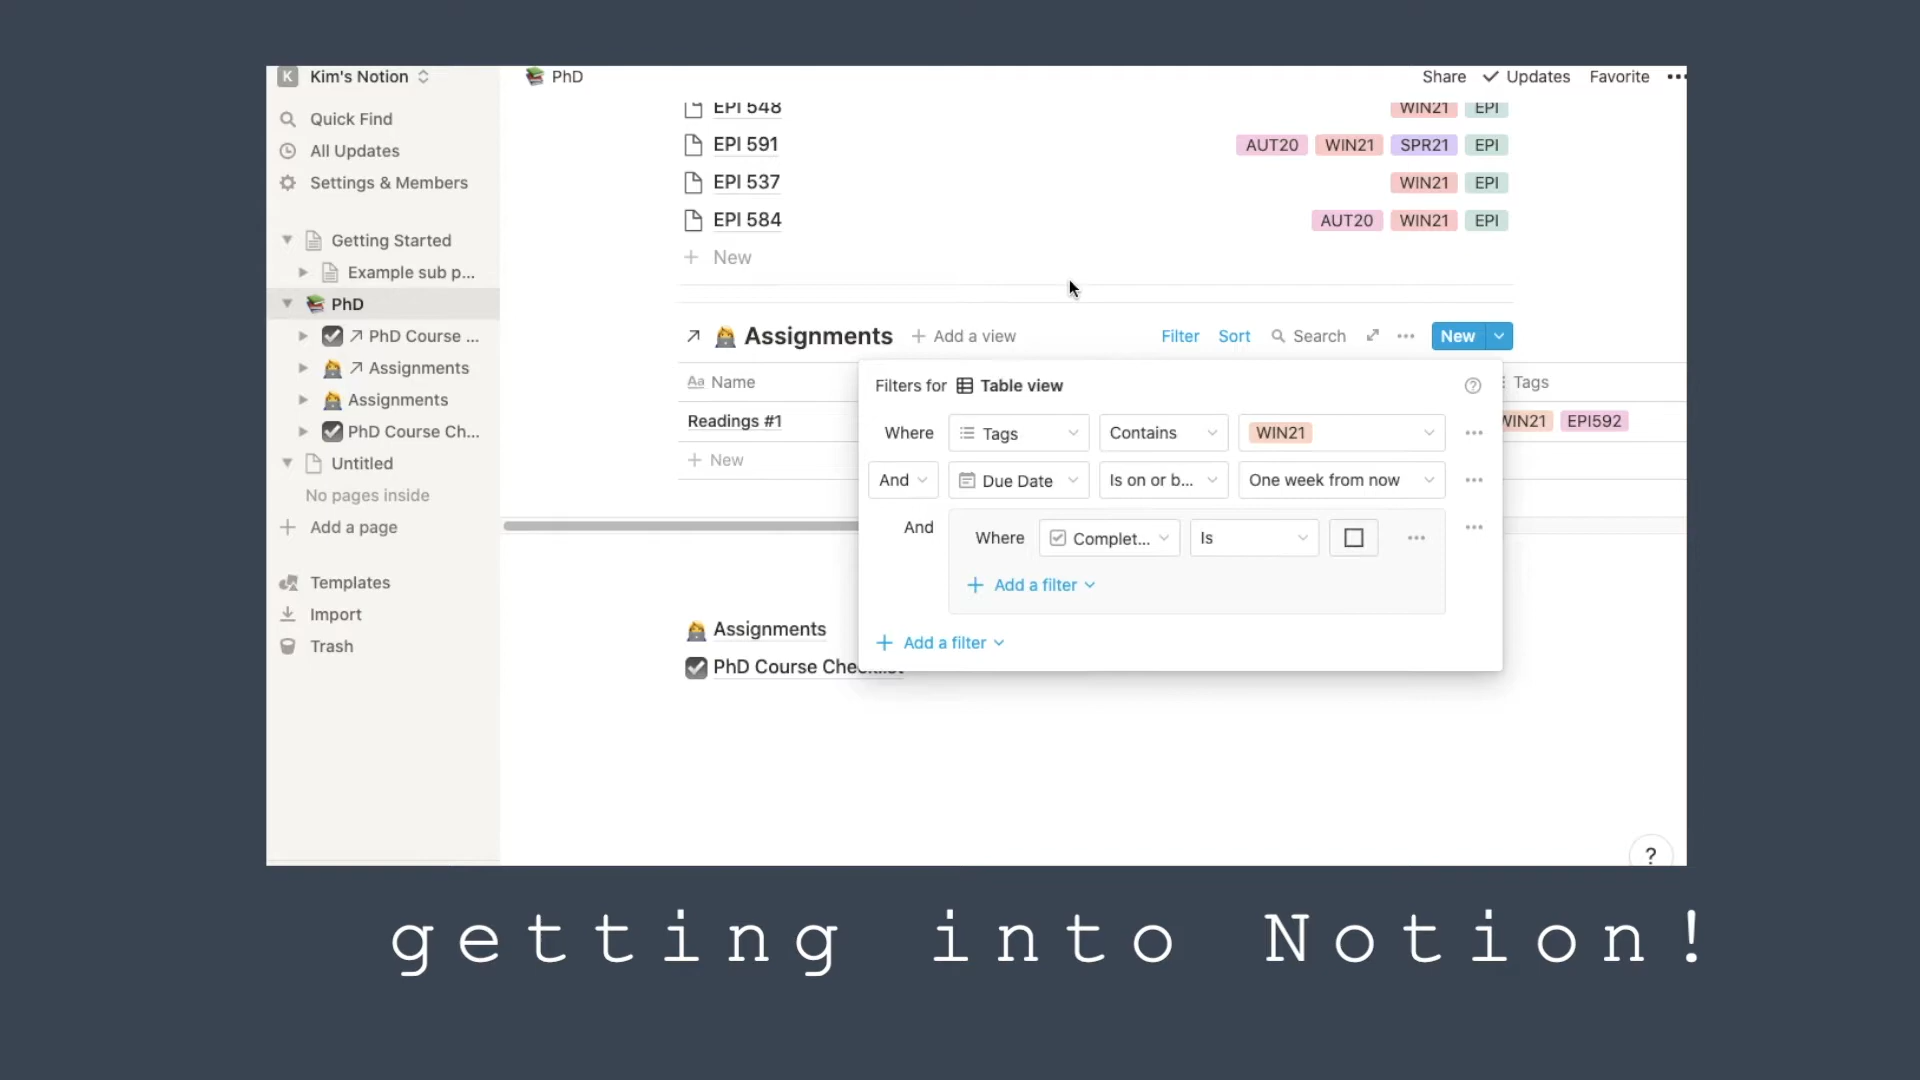 K Kim's Notion
Quick Find
All Updates
Settings & Members
Getting Started
Example sub p...
PhD
PhD Course ...
Assignments
Assignments
PhD Course Ch...
Untitled
No pages inside
Add a page
Templates
Import
Trash
PhD
Share Updates Favorite
EPI 548 WIN21 EPI
EPI 591 AUT20 WIN21 SPR21 EPI
EPI 537 WIN21 EPI
EPI 584 AUT20 WIN21 EPI
New
Assignments Add a view Filter Sort Search New
Aa Name Tags
Readings #1 WIN21 EPI592
New
Filters for Table view
Where Tags Contains WIN21
And Due Date Is on or b... One week from now
And Where Complet... Is
Add a filter
Add a filter
Assignments
PhD Course Checklist
?
getting into Notion!